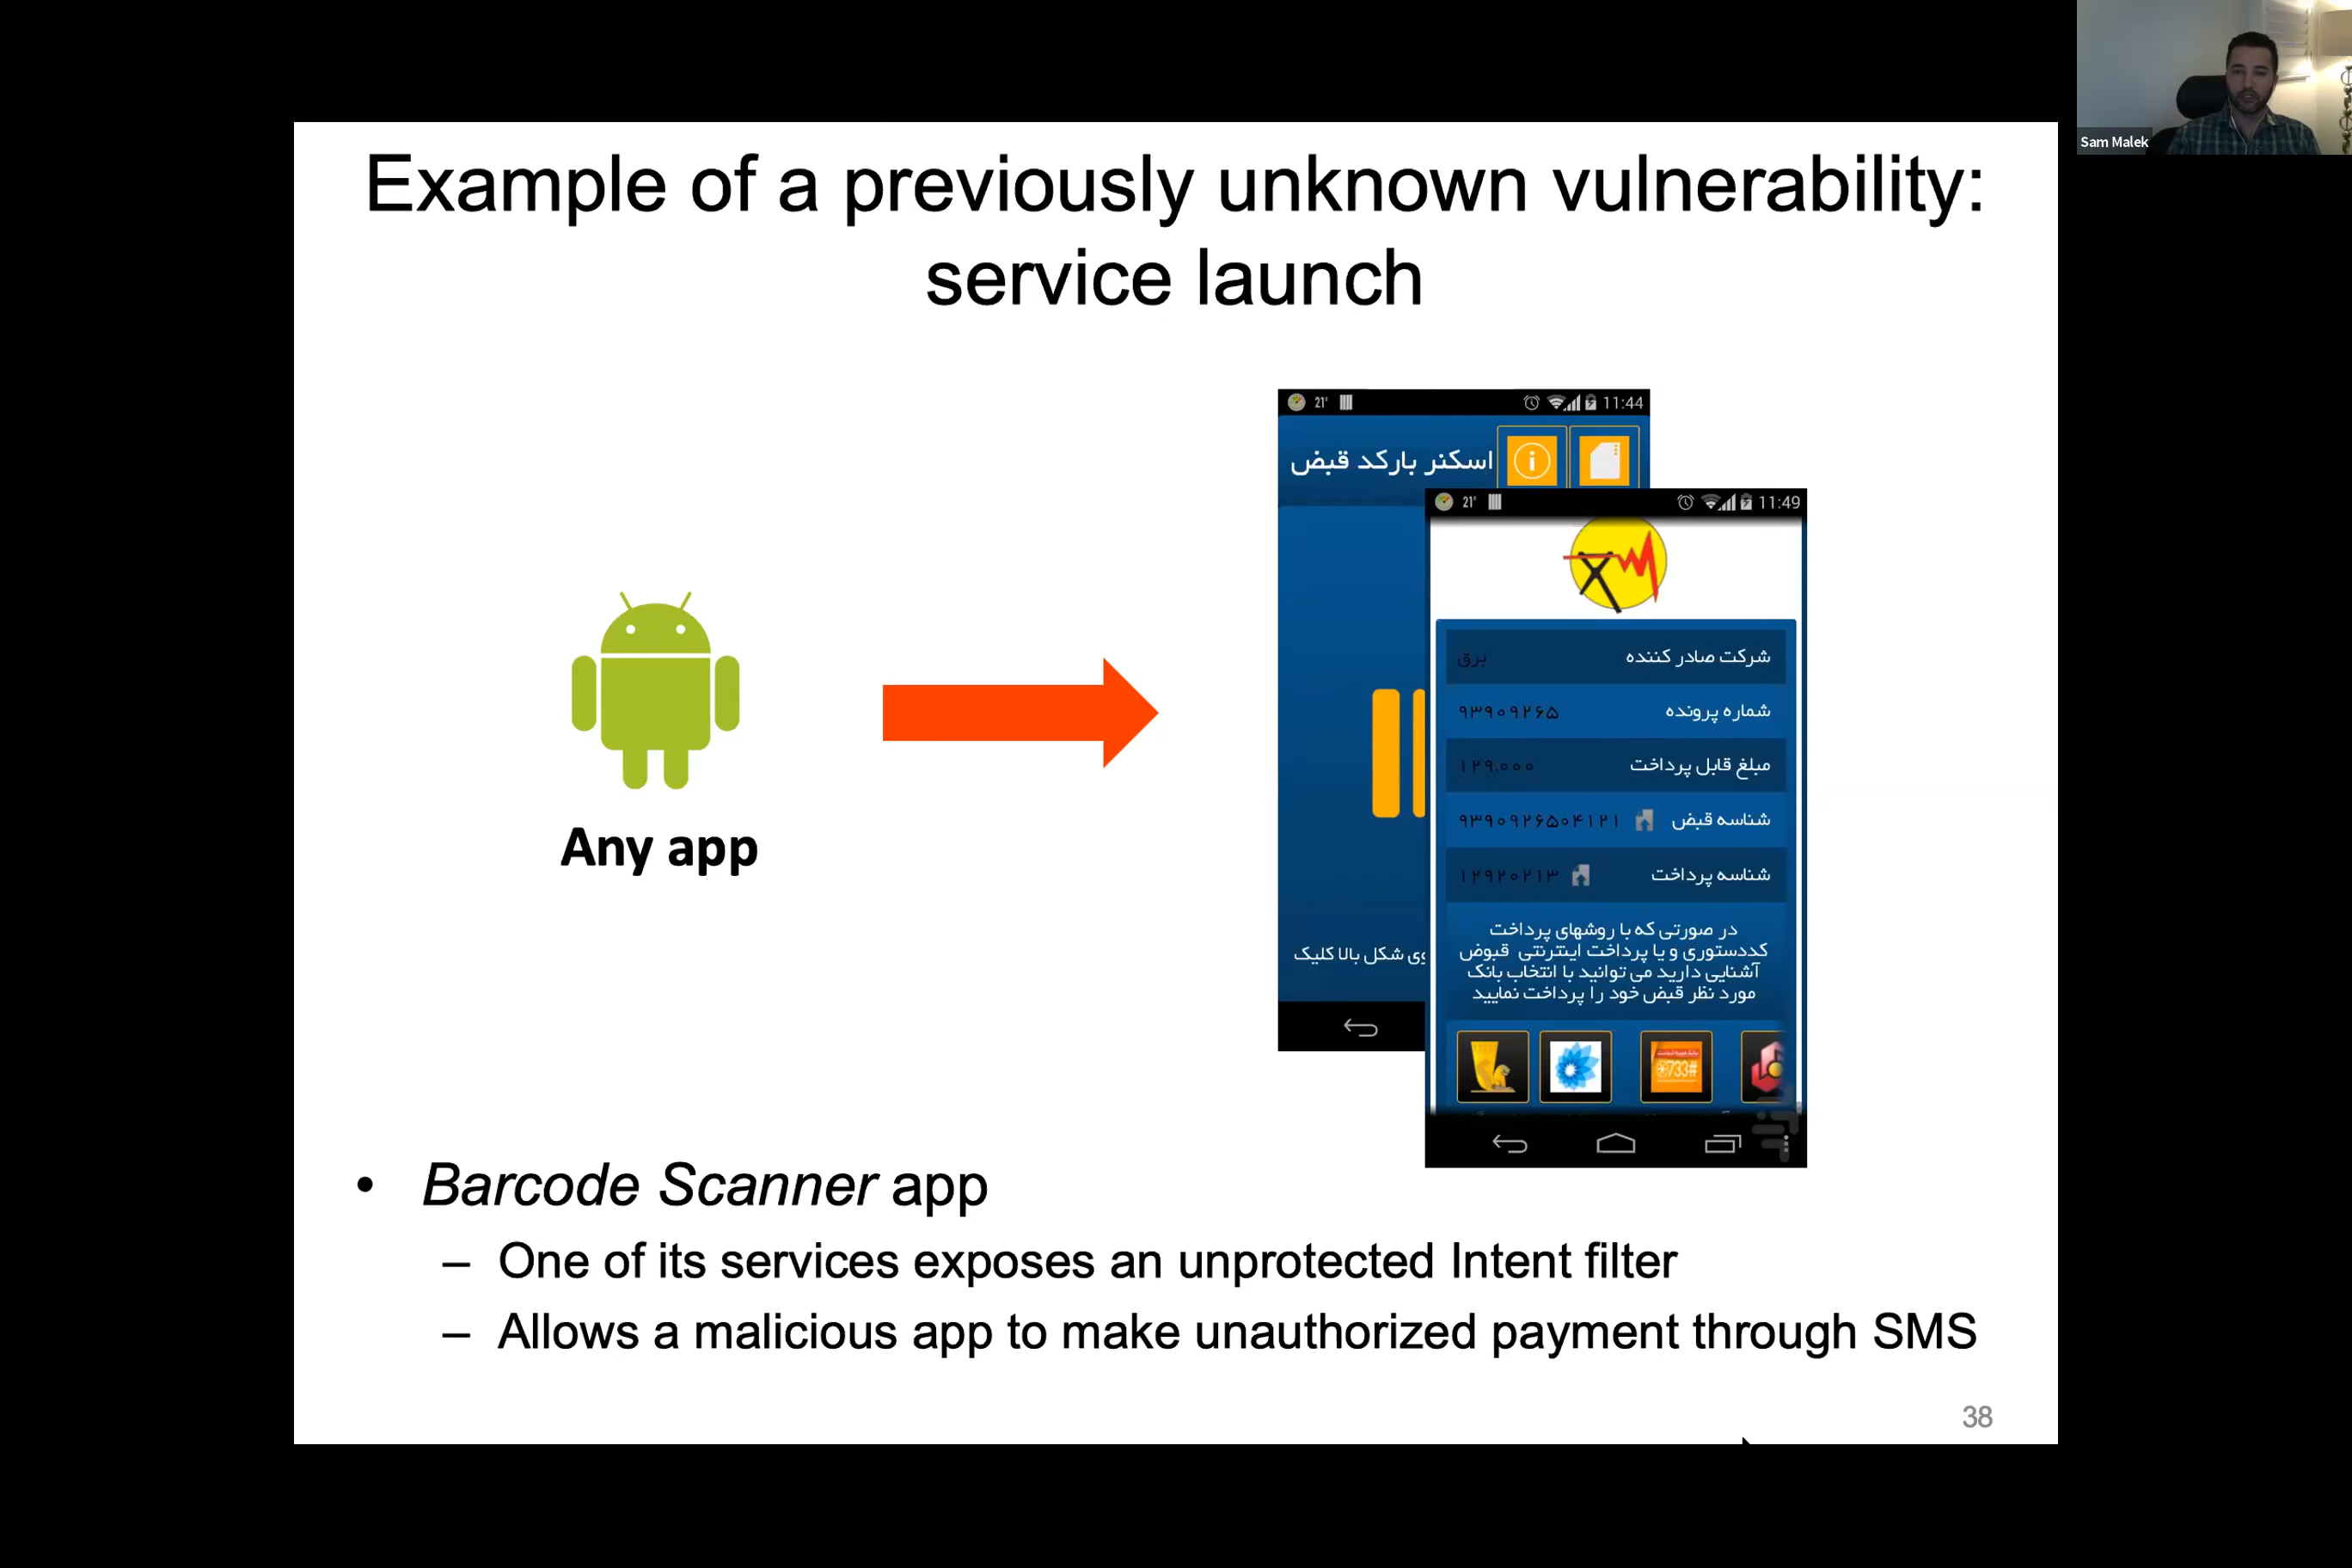 Sam Malek
Example of a previously unknown vulnerability:
service launch
21° 11:44
اسکنر بارکد قبض
21° 11:49
شرکت صادر کننده برق
شماره پرونده ۹۳۹۰۹۲۶۵
مبلغ قابل پرداخت ۱۲۹.۰۰۰
شناسه قبض ۹۳۹۰۹۲۶۵۰۴۱۲۱
شناسه پرداخت ۱۲۹۲۰۲۱۳
در صورتی که با روشهای پرداخت
کددستوری و یا پرداخت اینترنتی قبوض
آشنایی دارید می توانید با انتخاب بانک
مورد نظر قبض خود را پرداخت نمایید
شکل بالا کلیک
733#
Any app
• Barcode Scanner app
– One of its services exposes an unprotected Intent filter
– Allows a malicious app to make unauthorized payment through SMS
38